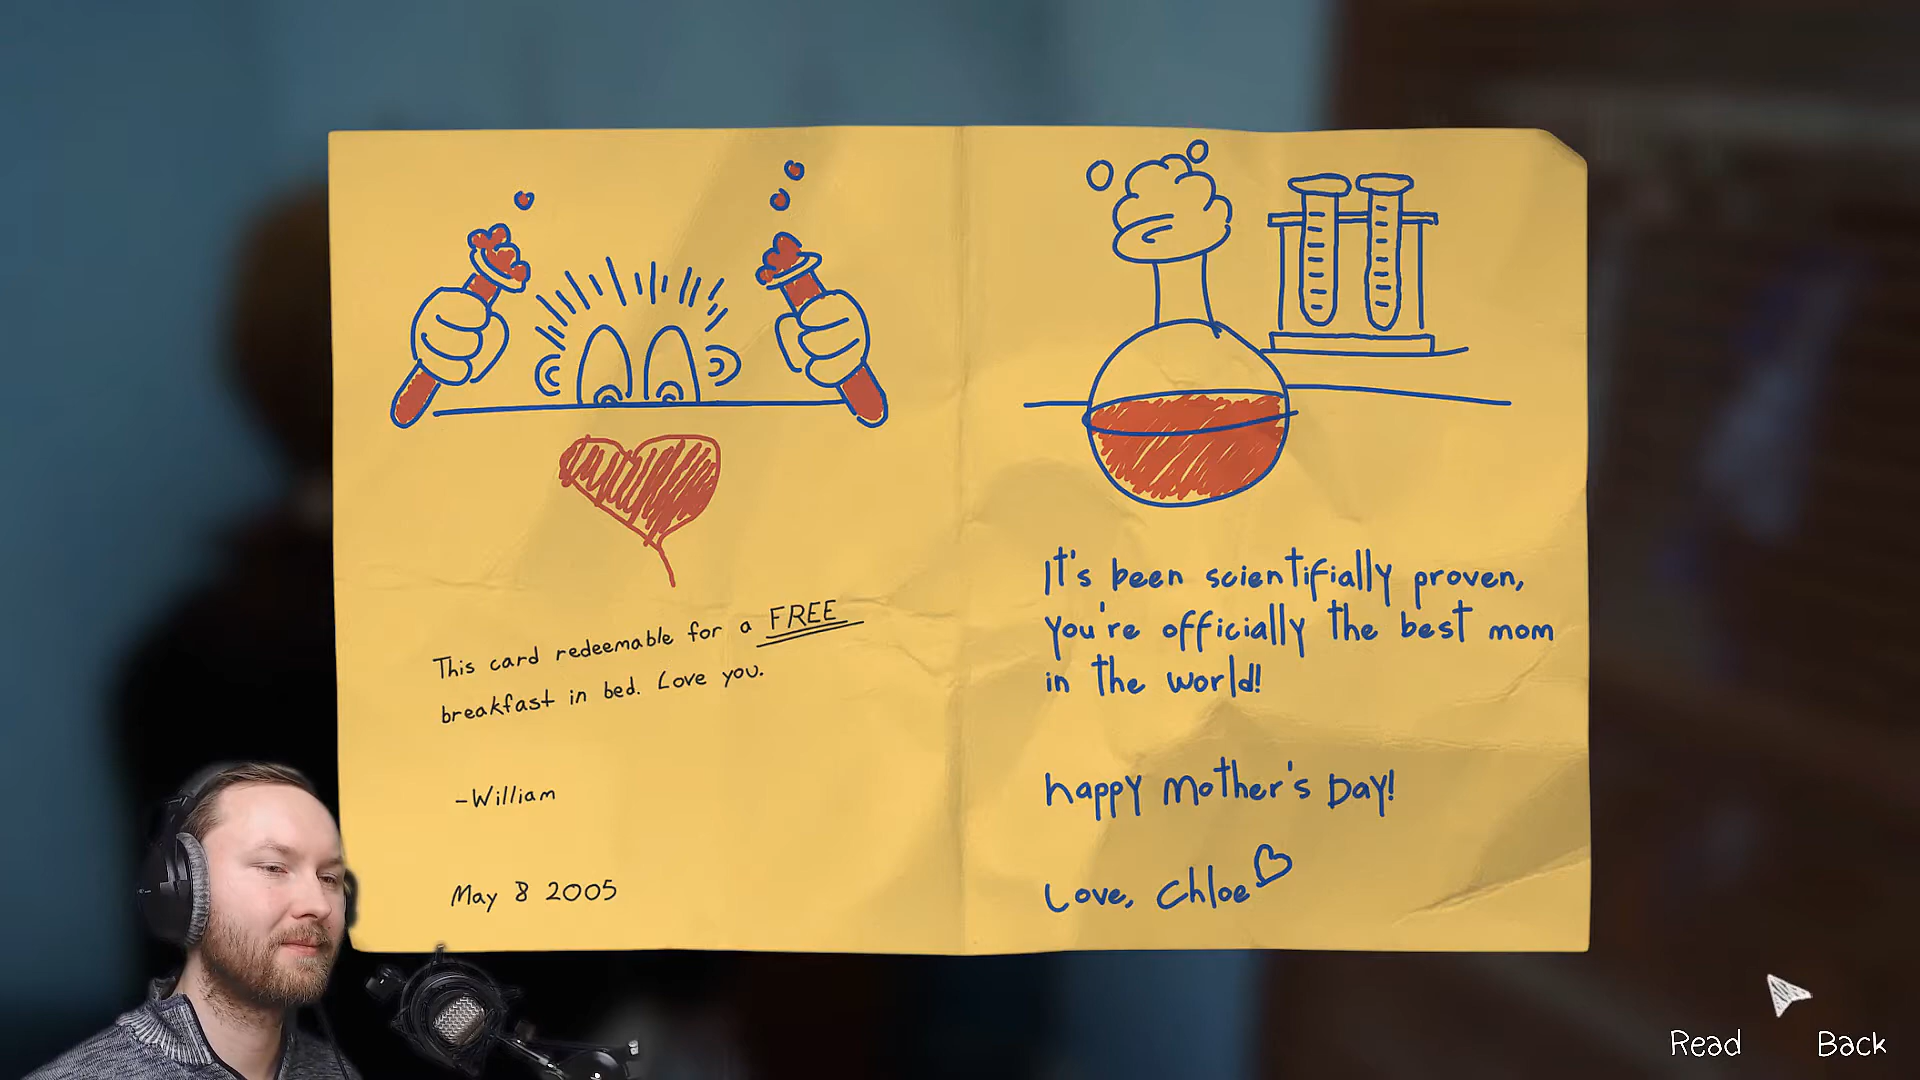 This card redeemable for a FREE
breakfast in bed. Love you.
-William
May 8 2005
It's been scientifially proven,
you're officially the best mom
in the world!
happy Mother's Day!
Love, Chloe
Read
Back